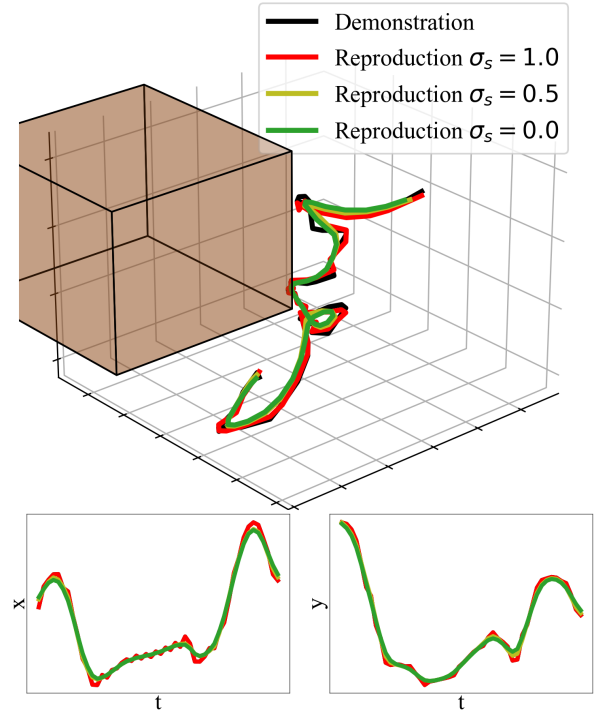 Demonstration
Reproduction σₛ = 1.0
Reproduction σₛ = 0.5
Reproduction σₛ = 0.0
x
t
y
t